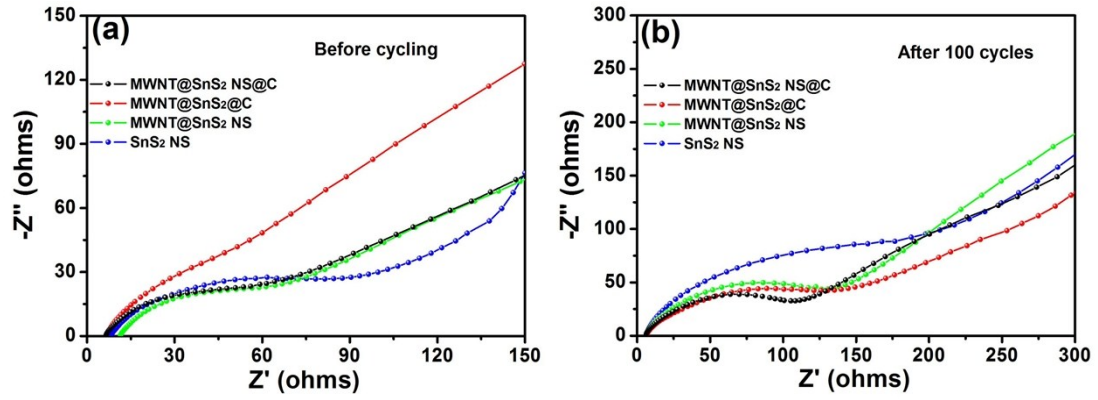 (a)
Before cycling
MWNT@SnS₂ NS@C
MWNT@SnS₂@C
MWNT@SnS₂ NS
SnS₂ NS
-Z'' (ohms)
150
120
90
60
30
0
0 30 60 90 120 150
Z' (ohms)
(b)
After 100 cycles
MWNT@SnS₂ NS@C
MWNT@SnS₂@C
MWNT@SnS₂ NS
SnS₂ NS
-Z'' (ohms)
300
250
200
150
100
50
0
0 50 100 150 200 250 300
Z' (ohms)